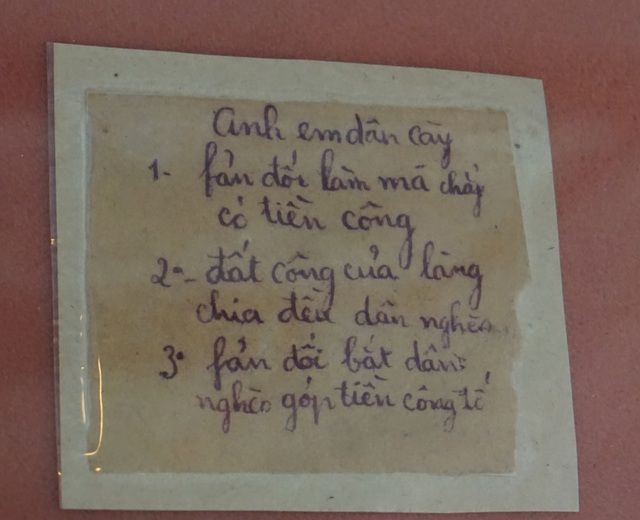 anh em dân cày
1- fản đối làm mà chẳ
có tiền công
2°- đất công của làng
chia đều dân nghèo
3° fản đối bắt dân
nghèo góp tiền công tế